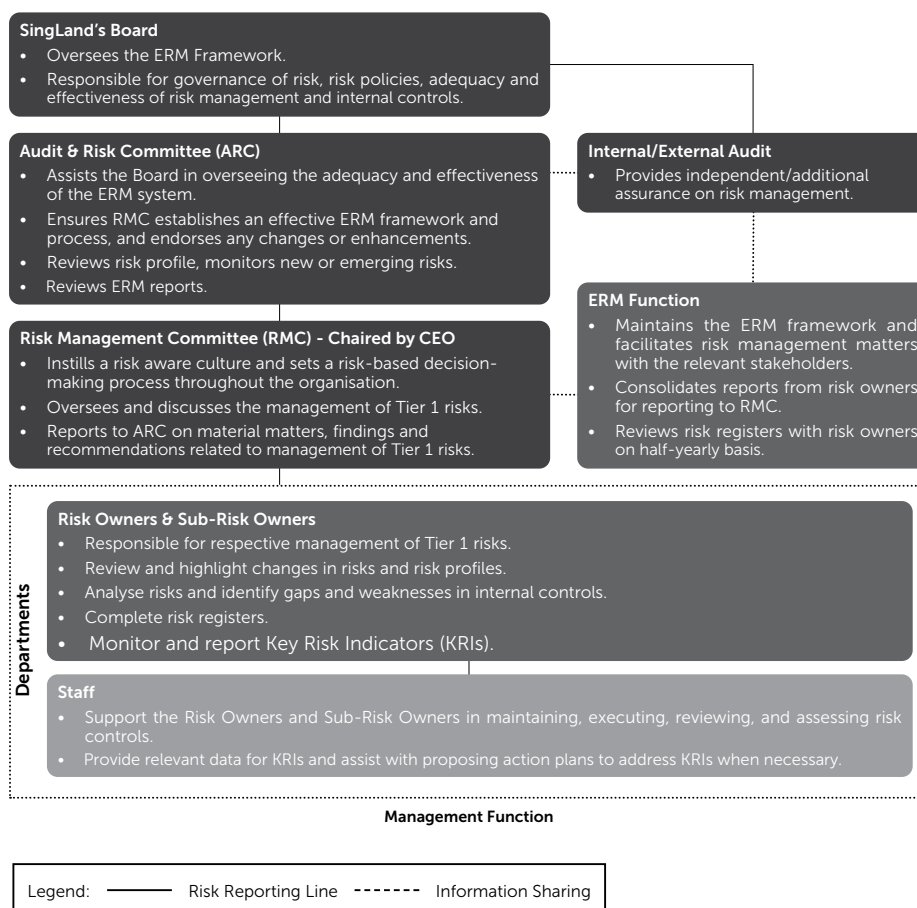 SingLand's Board
• Oversees the ERM Framework.
• Responsible for governance of risk, risk policies, adequacy and
effectiveness of risk management and internal controls.
Audit & Risk Committee (ARC)
• Assists the Board in overseeing the adequacy and effectiveness
of the ERM system.
• Ensures RMC establishes an effective ERM framework and
process, and endorses any changes or enhancements.
• Reviews risk profile, monitors new or emerging risks.
• Reviews ERM reports.
Internal/External Audit
• Provides independent/additional
assurance on risk management.
Risk Management Committee (RMC) - Chaired by CEO
• Instills a risk aware culture and sets a risk-based decision-
making process throughout the organisation.
• Oversees and discusses the management of Tier 1 risks.
• Reports to ARC on material matters, findings and
recommendations related to management of Tier 1 risks.
ERM Function
• Maintains the ERM framework and
facilitates risk management matters
with the relevant stakeholders.
• Consolidates reports from risk owners
for reporting to RMC.
• Reviews risk registers with risk owners
on half-yearly basis.
Departments
Risk Owners & Sub-Risk Owners
• Responsible for respective management of Tier 1 risks.
• Review and highlight changes in risks and risk profiles.
• Analyse risks and identify gaps and weaknesses in internal controls.
• Complete risk registers.
• Monitor and report Key Risk Indicators (KRIs).
Staff
• Support the Risk Owners and Sub-Risk Owners in maintaining, executing, reviewing, and assessing risk
controls.
• Provide relevant data for KRIs and assist with proposing action plans to address KRIs when necessary.
Management Function
Legend: Risk Reporting Line Information Sharing